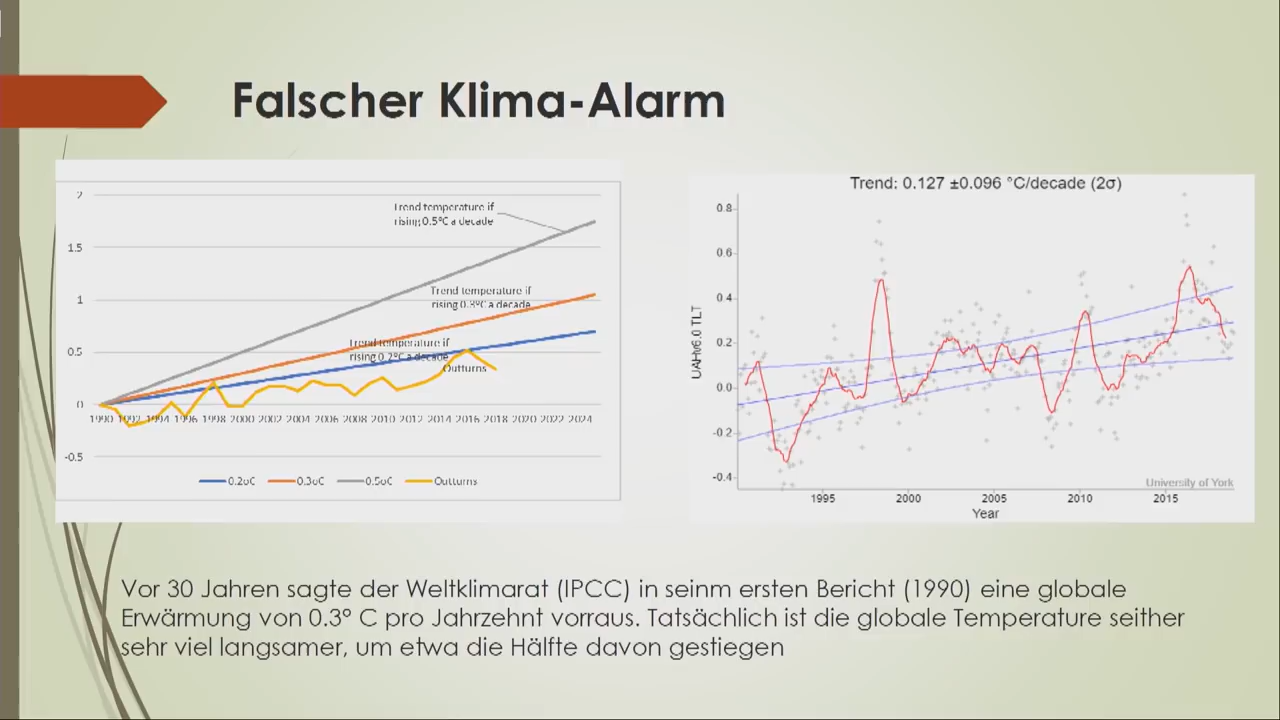 Falscher Klima-Alarm
2
1.5
1
0.5
0
-0.5
Trend temperature if
rising 0.5ºC a decade
Trend temperature if
rising 0.3ºC a decade
Trend temperature if
rising 0.2ºC a decade
Outturns
1990 1992 1994 1996 1998 2000 2002 2004 2006 2008 2010 2012 2014 2016 2018 2020 2022 2024
0.2oC 0.3oC 0.5oC Outturns
Trend: 0.127 ±0.096 °C/decade (2σ)
0.8
0.6
0.4
0.2
0.0
-0.2
-0.4
UAHv6.0 TLT
University of York
1995 2000 2005 2010 2015
Year
Vor 30 Jahren sagte der Weltklimarat (IPCC) in seinm ersten Bericht (1990) eine globale
Erwärmung von 0.3° C pro Jahrzehnt vorraus. Tatsächlich ist die globale Temperature seither
sehr viel langsamer, um etwa die Hälfte davon gestiegen